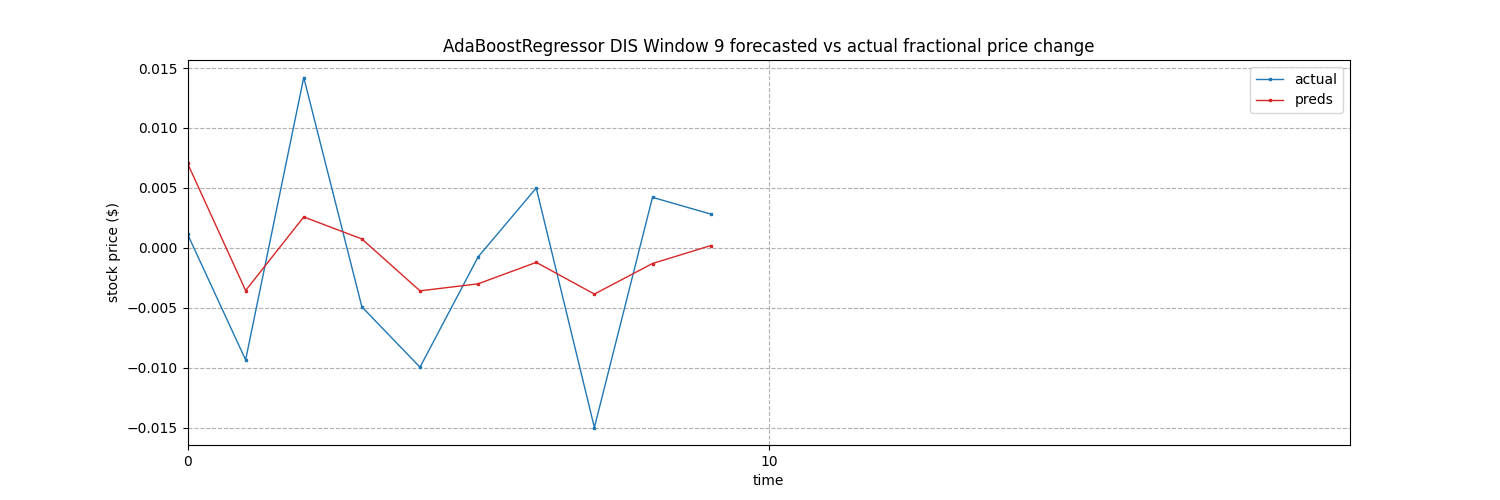 AdaBoostRegressor DIS Window 9 forecasted vs actual fractional price change
actual
preds
stock price ($)
0.015
0.010
0.005
0.000
−0.005
−0.010
−0.015
0
10
time